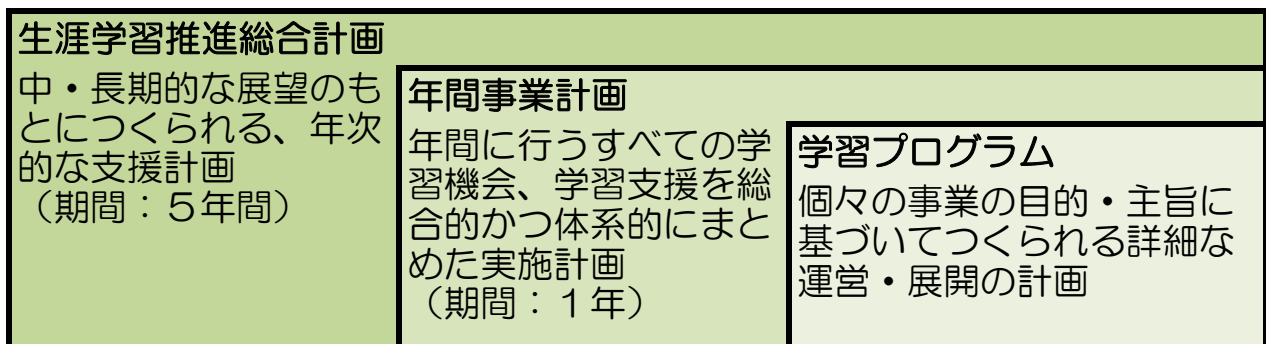 生涯学習推進総合計画
中・長期的な展望のも
とにつくられる、年次
的な支援計画
（期間：５年間）
年間事業計画
年間に行うすべての学
習機会、学習支援を総
合的かつ体系的にまと
めた実施計画
（期間：１年）
学習プログラム
個々の事業の目的・主旨に
基づいてつくられる詳細な
運営・展開の計画